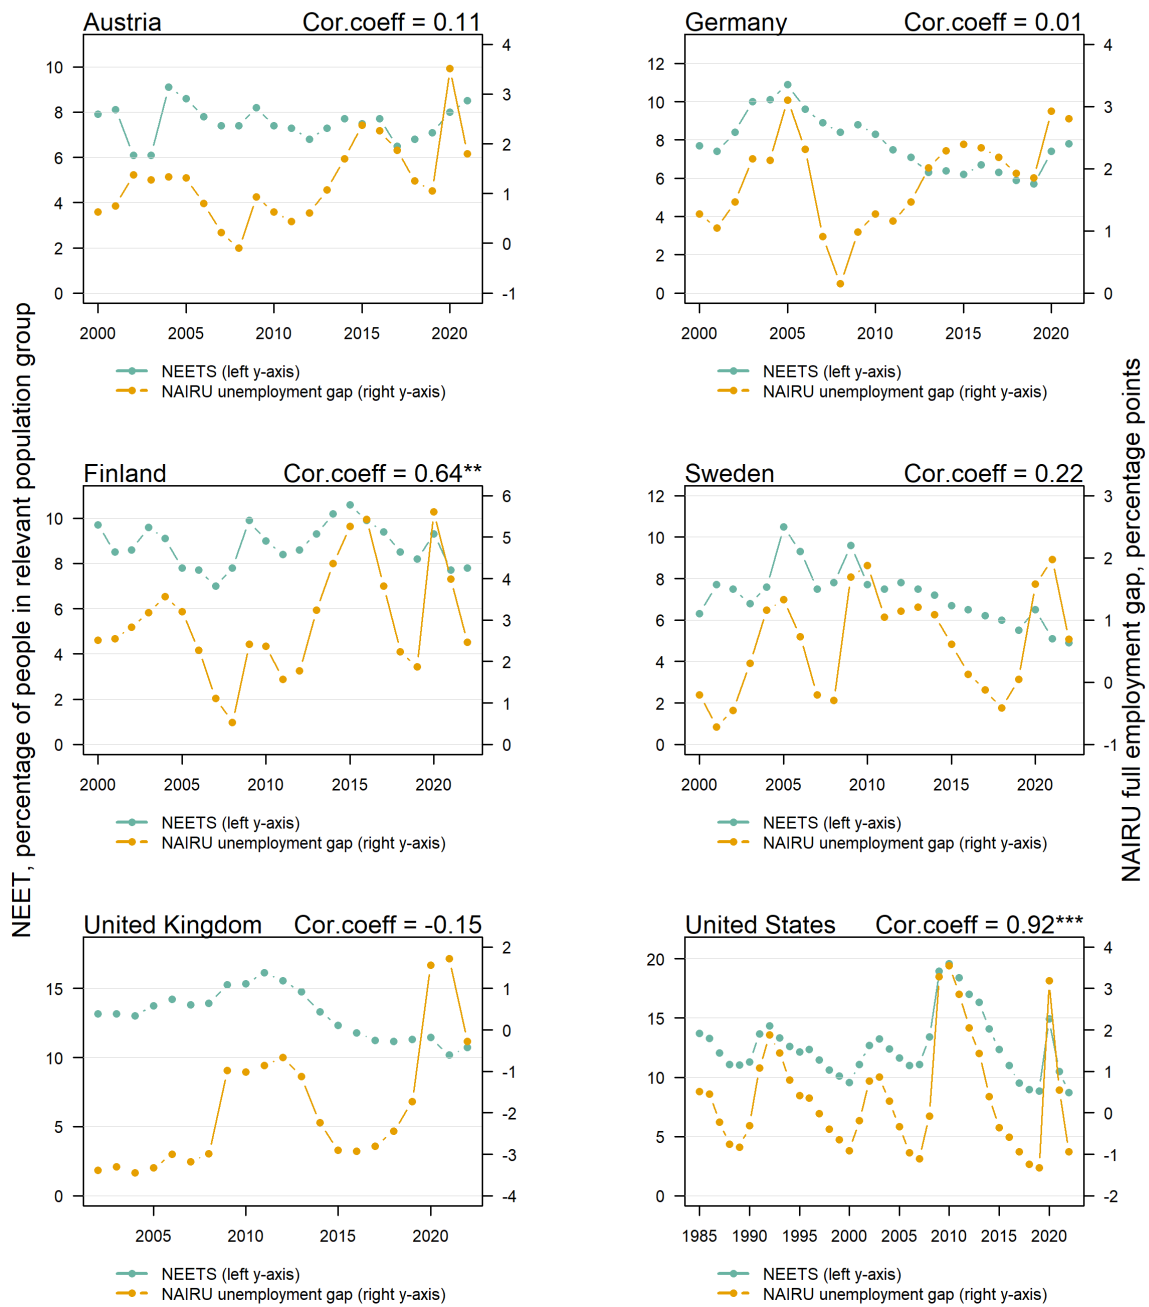 NEET, percentage of people in relevant population group
NAIRU full employment gap, percentage points
Austria Cor.coeff = 0.11
10
8
6
4
2
0
4
3
2
1
0
-1
2000 2005 2010 2015 2020
NEETS (left y-axis)
NAIRU unemployment gap (right y-axis)
Germany Cor.coeff = 0.01
12
10
8
6
4
2
0
4
3
2
1
0
2000 2005 2010 2015 2020
NEETS (left y-axis)
NAIRU unemployment gap (right y-axis)
Finland Cor.coeff = 0.64**
10
8
6
4
2
0
6
5
4
3
2
1
0
2000 2005 2010 2015 2020
NEETS (left y-axis)
NAIRU unemployment gap (right y-axis)
Sweden Cor.coeff = 0.22
12
10
8
6
4
2
0
3
2
1
0
-1
2000 2005 2010 2015 2020
NEETS (left y-axis)
NAIRU unemployment gap (right y-axis)
United Kingdom Cor.coeff = -0.15
15
10
5
0
2
1
0
-1
-2
-3
-4
2005 2010 2015 2020
NEETS (left y-axis)
NAIRU unemployment gap (right y-axis)
United States Cor.coeff = 0.92***
20
15
10
5
0
4
3
2
1
0
-1
-2
1985 1990 1995 2000 2005 2010 2015 2020
NEETS (left y-axis)
NAIRU unemployment gap (right y-axis)